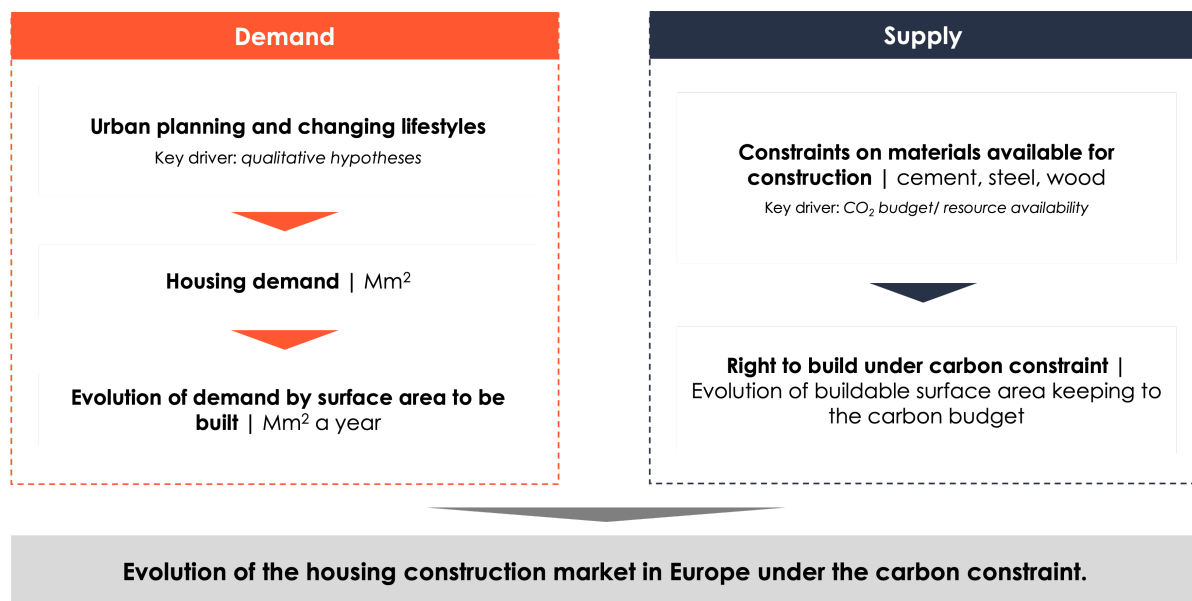 Demand
Urban planning and changing lifestyles
Key driver: qualitative hypotheses
Housing demand | Mm²
Evolution of demand by surface area to be
built | Mm² a year
Supply
Constraints on materials available for
construction | cement, steel, wood
Key driver: CO₂ budget/ resource availability
Right to build under carbon constraint |
Evolution of buildable surface area keeping to
the carbon budget
Evolution of the housing construction market in Europe under the carbon constraint.